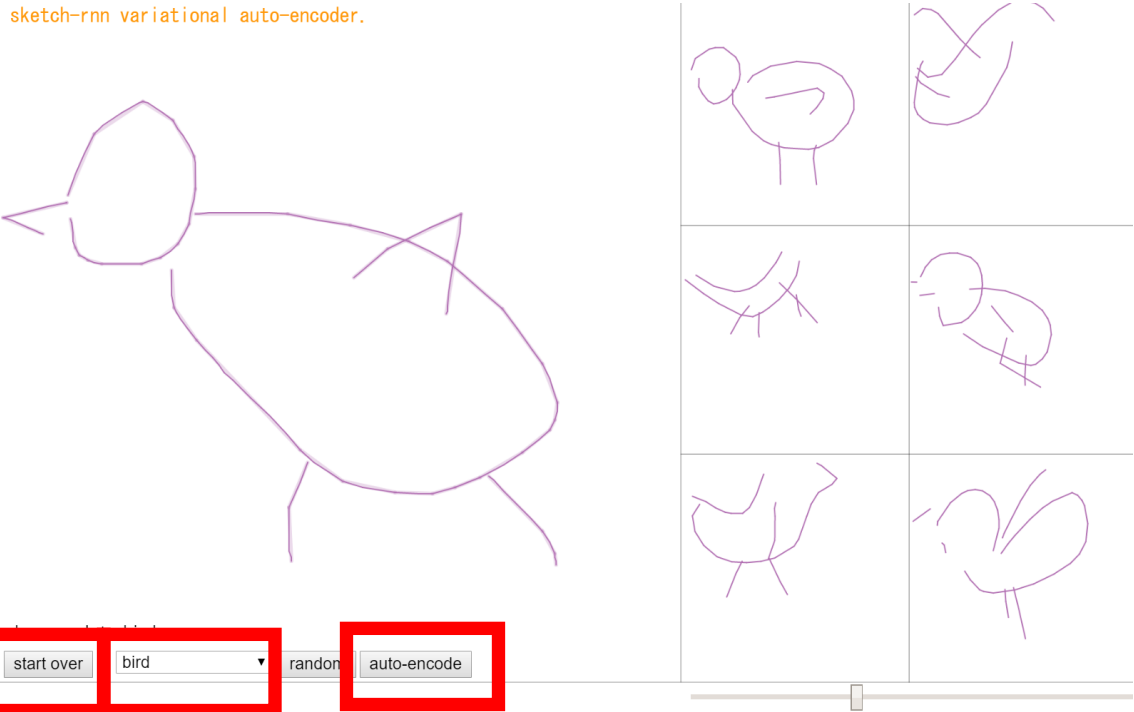 sketch-rnn variational auto-encoder.
start over
bird
random
auto-encode